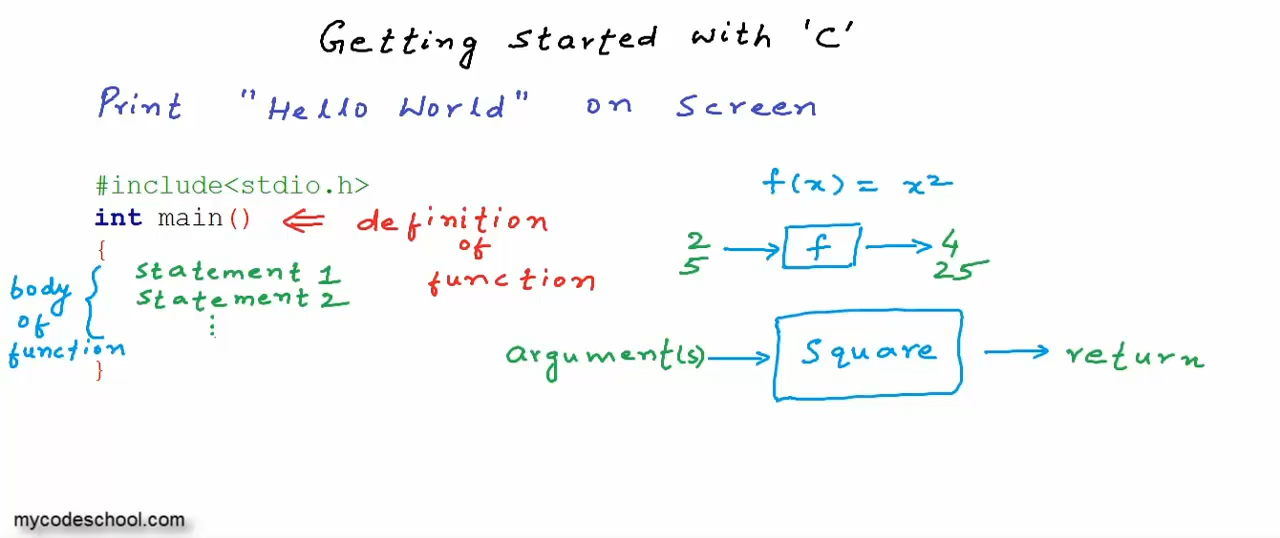 Getting started with 'C'
Print "Hello World" on Screen
#include<stdio.h>
int main() ⇐ definition of function
{
statement 1
statement 2
⋮
body of function {
}
f(x) = x²
2 → f → 4
5 25
argument(s) → Square → return
mycodeschool.com